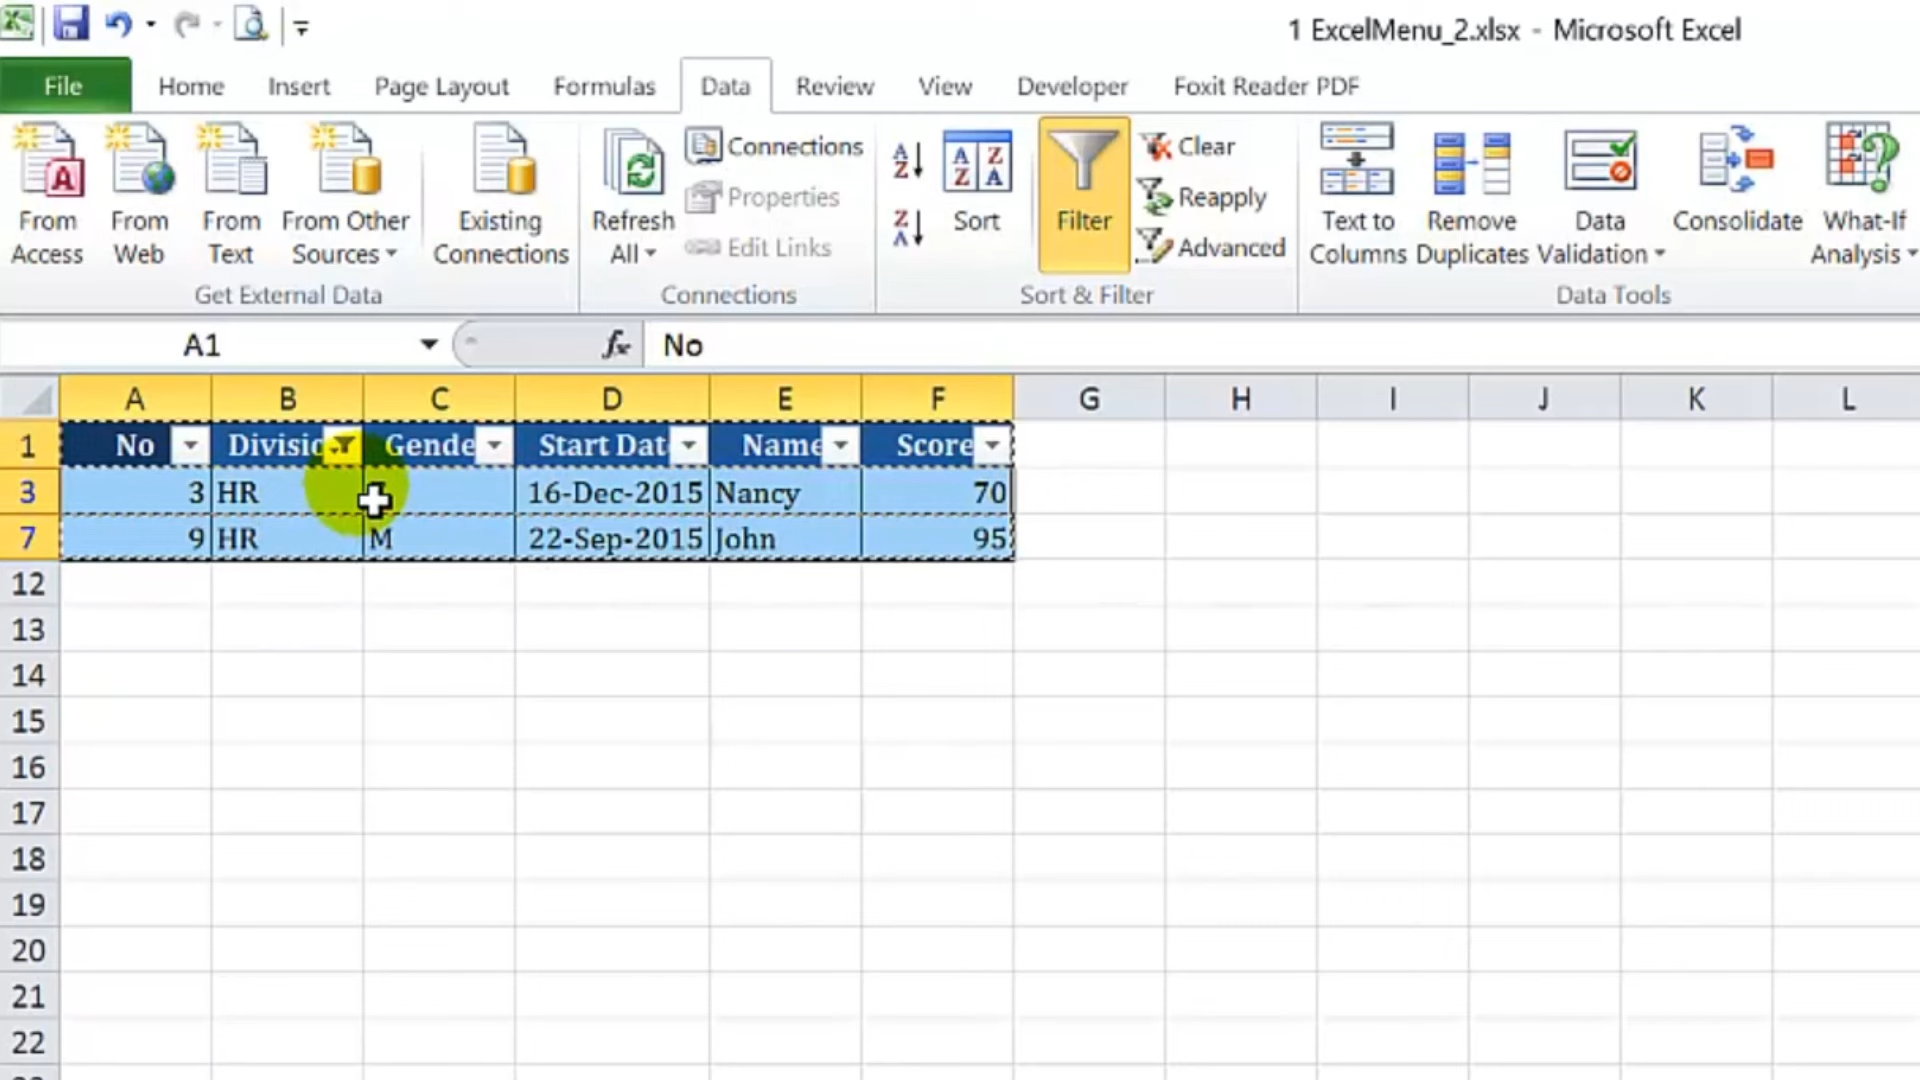 1 ExcelMenu_2.xlsx - Microsoft Excel
File Home Insert Page Layout Formulas Data Review View Developer Foxit Reader PDF
From Access
From Web
From Text
From Other Sources
Existing Connections
Refresh All
Connections
Properties
Edit Links
Sort
Filter
Clear
Reapply
Advanced
Text to Columns
Remove Duplicates
Data Validation
Consolidate
What-If Analysis
Get External Data Connections Sort & Filter Data Tools
A1 fx No
A B C D E F G H I J K L
1 No Divisio Gende Start Dat Name Score
3 3 HR 16-Dec-2015 Nancy 70
7 9 HR M 22-Sep-2015 John 95
12
13
14
15
16
17
18
19
20
21
22